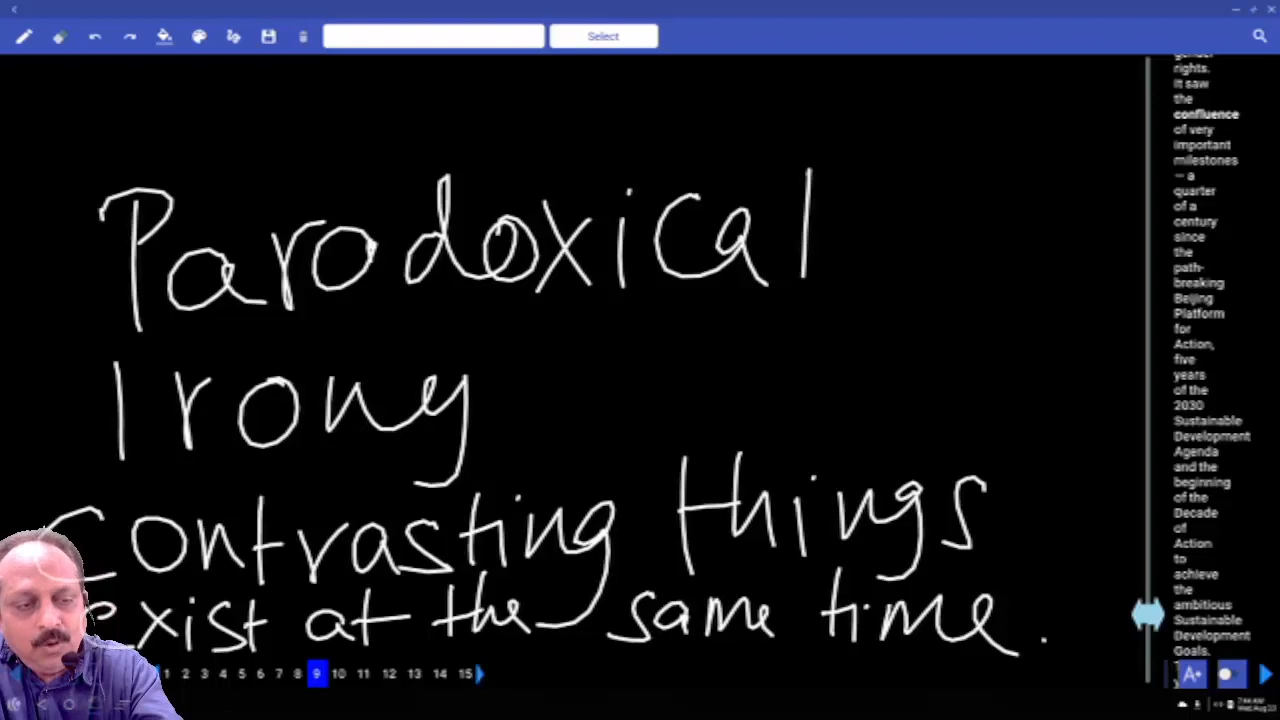 Select
Parodoxical
Irony
Contrasting things
exist at the same time.
1 2 3 4 5 6 7 8 9 10 11 12 13 14 15
gender
rights.
It saw
the
confluence
of very
important
milestones
– a
quarter
of a
century
since
the
path-
breaking
Beijing
Platform
for
Action,
five
years
of the
2030
Sustainable
Development
Agenda
and the
beginning
of the
Decade
of
Action
to
achieve
the
ambitious
Sustainable
Development
Goals.
A+